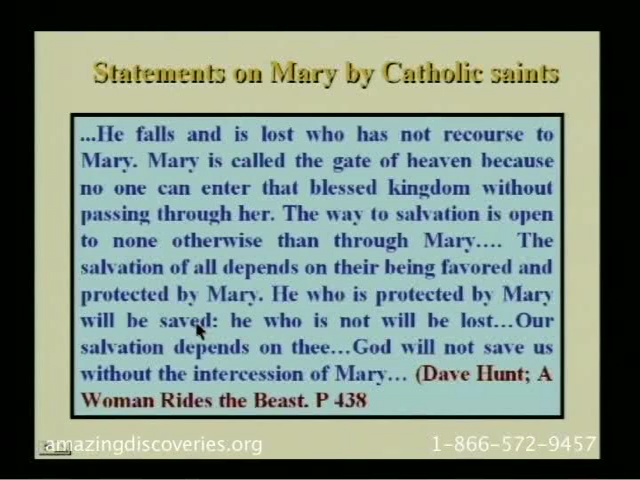 Statements on Mary by Catholic saints
...He falls and is lost who has not recourse to
Mary. Mary is called the gate of heaven because
no one can enter that blessed kingdom without
passing through her. The way to salvation is open
to none otherwise than through Mary.... The
salvation of all depends on their being favored and
protected by Mary. He who is protected by Mary
will be saved: he who is not will be lost...Our
salvation depends on thee...God will not save us
without the intercession of Mary... (Dave Hunt; A
Woman Rides the Beast. P 438
amazingdiscoveries.org 1-866-572-9457